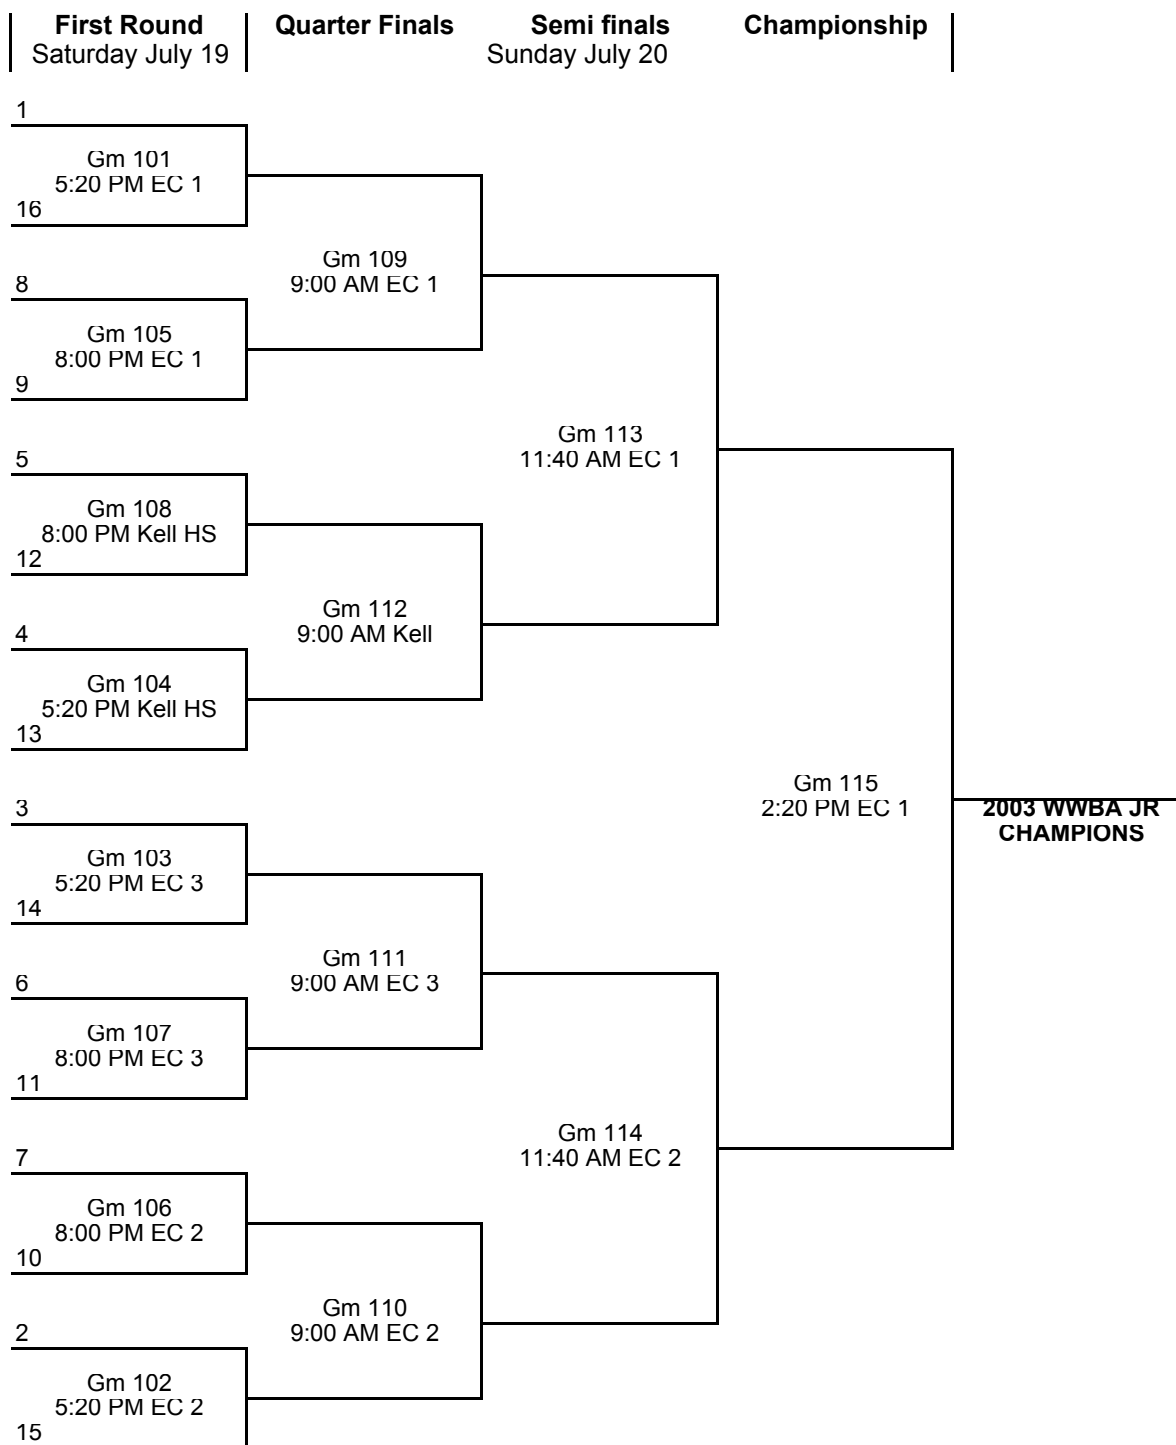 First Round
Quarter Finals
Semi finals
Championship
Saturday July 19
Sunday July 20
1
Gm 101
5:20 PM EC 1
16
Gm 109
9:00 AM EC 1
8
Gm 105
8:00 PM EC 1
9
Gm 113
11:40 AM EC 1
5
Gm 108
8:00 PM Kell HS
12
Gm 112
9:00 AM Kell
4
Gm 104
5:20 PM Kell HS
13
Gm 115
2:20 PM EC 1
2003 WWBA JR
CHAMPIONS
3
Gm 103
5:20 PM EC 3
14
Gm 111
9:00 AM EC 3
6
Gm 107
8:00 PM EC 3
11
Gm 114
11:40 AM EC 2
7
Gm 106
8:00 PM EC 2
10
Gm 110
9:00 AM EC 2
2
Gm 102
5:20 PM EC 2
15